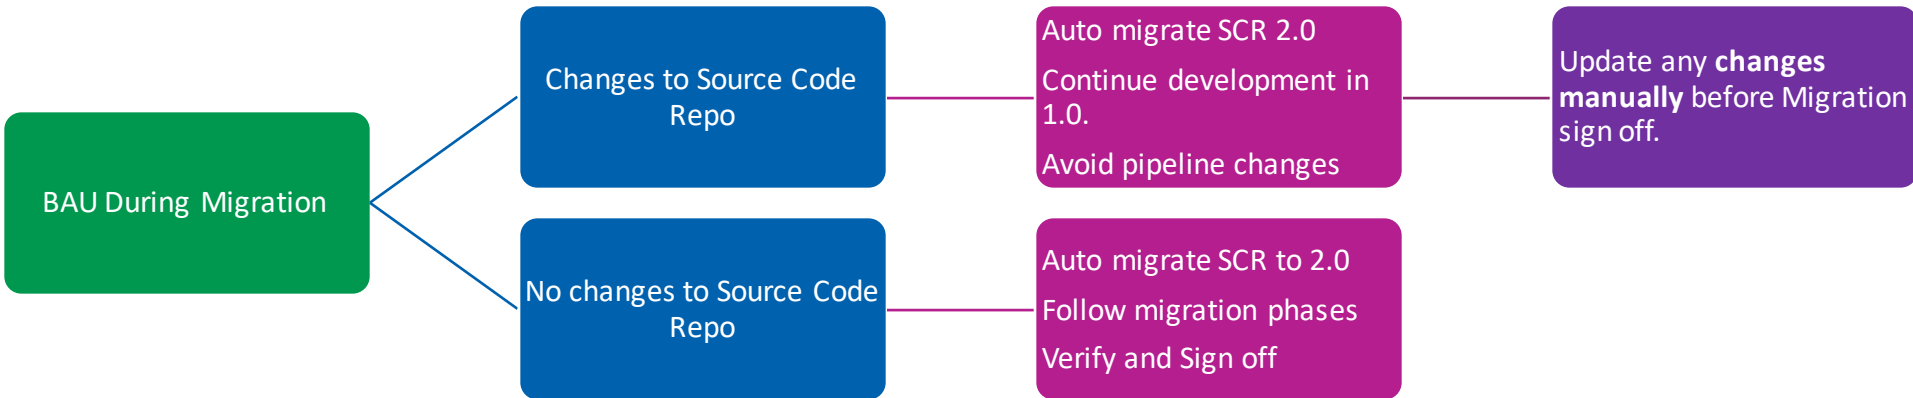 BAU During Migration
Changes to Source Code
Repo
Auto migrate SCR 2.0
Continue development in
1.0.
Avoid pipeline changes
Update any changes
manually before Migration
sign off.
No changes to Source Code
Repo
Auto migrate SCR to 2.0
Follow migration phases
Verify and Sign off